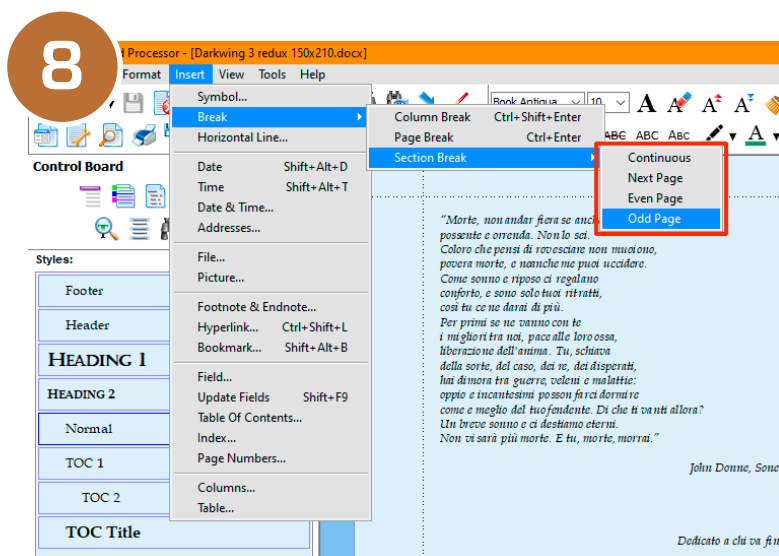 8
Processor - [Darkwing 3 redux 150x210.docx]
Format Insert View Tools Help
Symbol...
Break
Horizontal Line...
Date Shift+Alt+D
Time Shift+Alt+T
Date & Time...
Addresses...
File...
Picture...
Footnote & Endnote...
Hyperlink... Ctrl+Shift+L
Bookmark... Shift+Alt+B
Field...
Update Fields Shift+F9
Table Of Contents...
Index...
Page Numbers...
Columns...
Table...
Column Break Ctrl+Shift+Enter
Page Break Ctrl+Enter
Section Break
Continuous
Next Page
Even Page
Odd Page
Book Antiqua 10 A A A A
ABC ABC ABC A
Control Board
Styles:
Footer
Header
HEADING 1
HEADING 2
Normal
TOC 1
TOC 2
TOC Title
“Morte, non andar fiera se
possente e orrenda. Non lo sei.
Coloro che pensi di rovesciare non muoiono,
povera morte, e neanche me puoi uccidere.
Come sonno e riposo ci regalano
conforto, e sono solo tuoi ritratti,
così tu ce ne darai di più.
Per primi se ne vanno con te
i migliori tra noi, pace alle loro ossa,
liberazione dell'anima. Tu, schiava
della sorte, del caso, dei re, dei disperati,
hai dimora tra guerre, veleni e malattie:
oppio e incantesimi posson farci dormire
come e meglio del tuo fendente. Di che ti vanti allora?
Un breve sonno e ci destiamo eterni.
Non vi sarà più morte. E tu, morte, morrai.”
John Donne, Sone
Dedicato a chi va fin